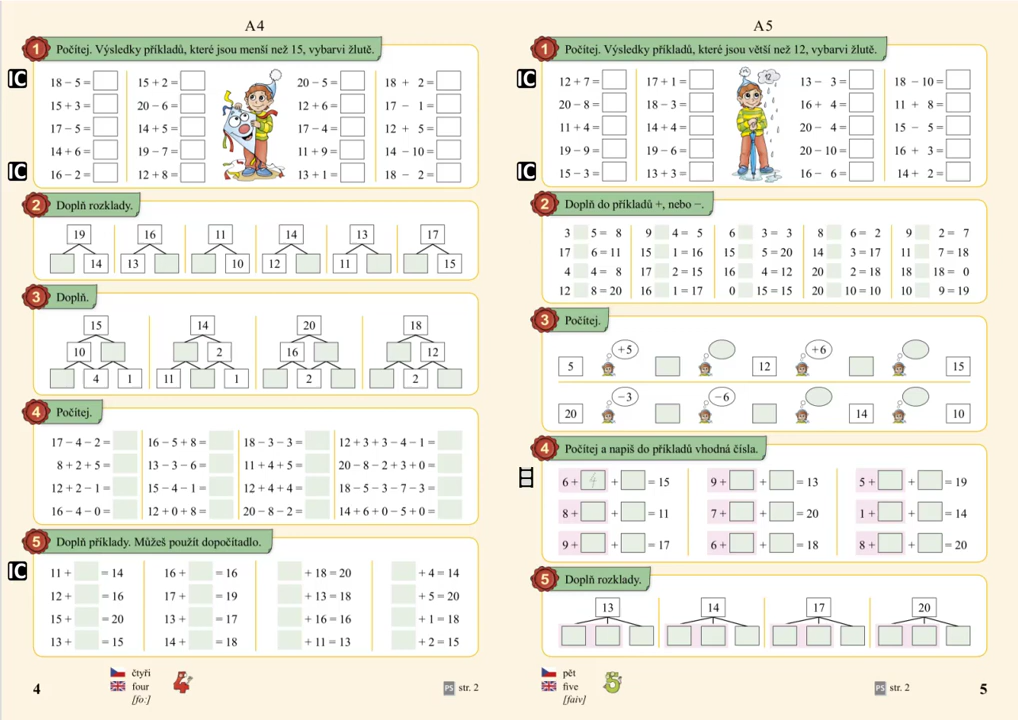 A4
1 Počítej. Výsledky příkladů, které jsou menší než 15, vybarvi žlutě.
IC
18 − 5 = 15 + 2 = 20 − 5 = 18 + 2 =
15 + 3 = 20 − 6 = 12 + 6 = 17 − 1 =
17 − 5 = 14 + 5 = 17 − 4 = 12 + 5 =
14 + 6 = 19 − 7 = 11 + 9 = 14 − 10 =
IC
16 − 2 = 12 + 8 = 13 + 1 = 18 − 2 =
2 Doplň rozklady.
19 16 11 14 13 17
14 13 10 12 11 15
3 Doplň.
15 14 20 18
10 2 16 12
4 1 11 1 2 2
4 Počítej.
17 − 4 − 2 = 16 − 5 + 8 = 18 − 3 − 3 = 12 + 3 + 3 − 4 − 1 =
8 + 2 + 5 = 13 − 3 − 6 = 11 + 4 + 5 = 20 − 8 − 2 + 3 + 0 =
12 + 2 − 1 = 15 − 4 − 1 = 12 + 4 + 4 = 18 − 5 − 3 − 7 − 3 =
16 − 4 − 0 = 12 + 0 + 8 = 20 − 8 − 2 = 14 + 6 + 0 − 5 + 0 =
5 Doplň příklady. Můžeš použít dopočítadlo.
IC
11 + = 14 16 + = 16 + 18 = 20 + 4 = 14
12 + = 16 17 + = 19 + 13 = 18 + 5 = 20
15 + = 20 13 + = 17 + 16 = 16 + 1 = 18
13 + = 15 14 + = 18 + 11 = 13 + 2 = 15
4
čtyři
four
[fo:]
4
PS str. 2
A5
1 Počítej. Výsledky příkladů, které jsou větší než 12, vybarvi žlutě.
IC
12
12 + 7 = 17 + 1 = 13 − 3 = 18 − 10 =
20 − 8 = 18 − 3 = 16 + 4 = 11 + 8 =
11 + 4 = 14 + 4 = 20 − 4 = 15 − 5 =
19 − 9 = 19 − 6 = 20 − 10 = 16 + 3 =
IC
15 − 3 = 13 + 3 = 16 − 6 = 14 + 2 =
2 Doplň do příkladů +, nebo −.
3 5 = 8 9 4 = 5 6 3 = 3 8 6 = 2 9 2 = 7
17 6 = 11 15 1 = 16 15 5 = 20 14 3 = 17 11 7 = 18
4 4 = 8 17 2 = 15 16 4 = 12 20 2 = 18 18 18 = 0
12 8 = 20 16 1 = 17 0 15 = 15 20 10 = 10 10 9 = 19
3 Počítej.
+5 +6
5 12 15
−3 −6
20 14 10
4 Počítej a napiš do příkladů vhodná čísla.
6 + 4 + = 15 9 + + = 13 5 + + = 19
8 + + = 11 7 + + = 20 1 + + = 14
9 + + = 17 6 + + = 18 8 + + = 20
5 Doplň rozklady.
13 14 17 20
pět
five
[faiv]
5
PS str. 2
5